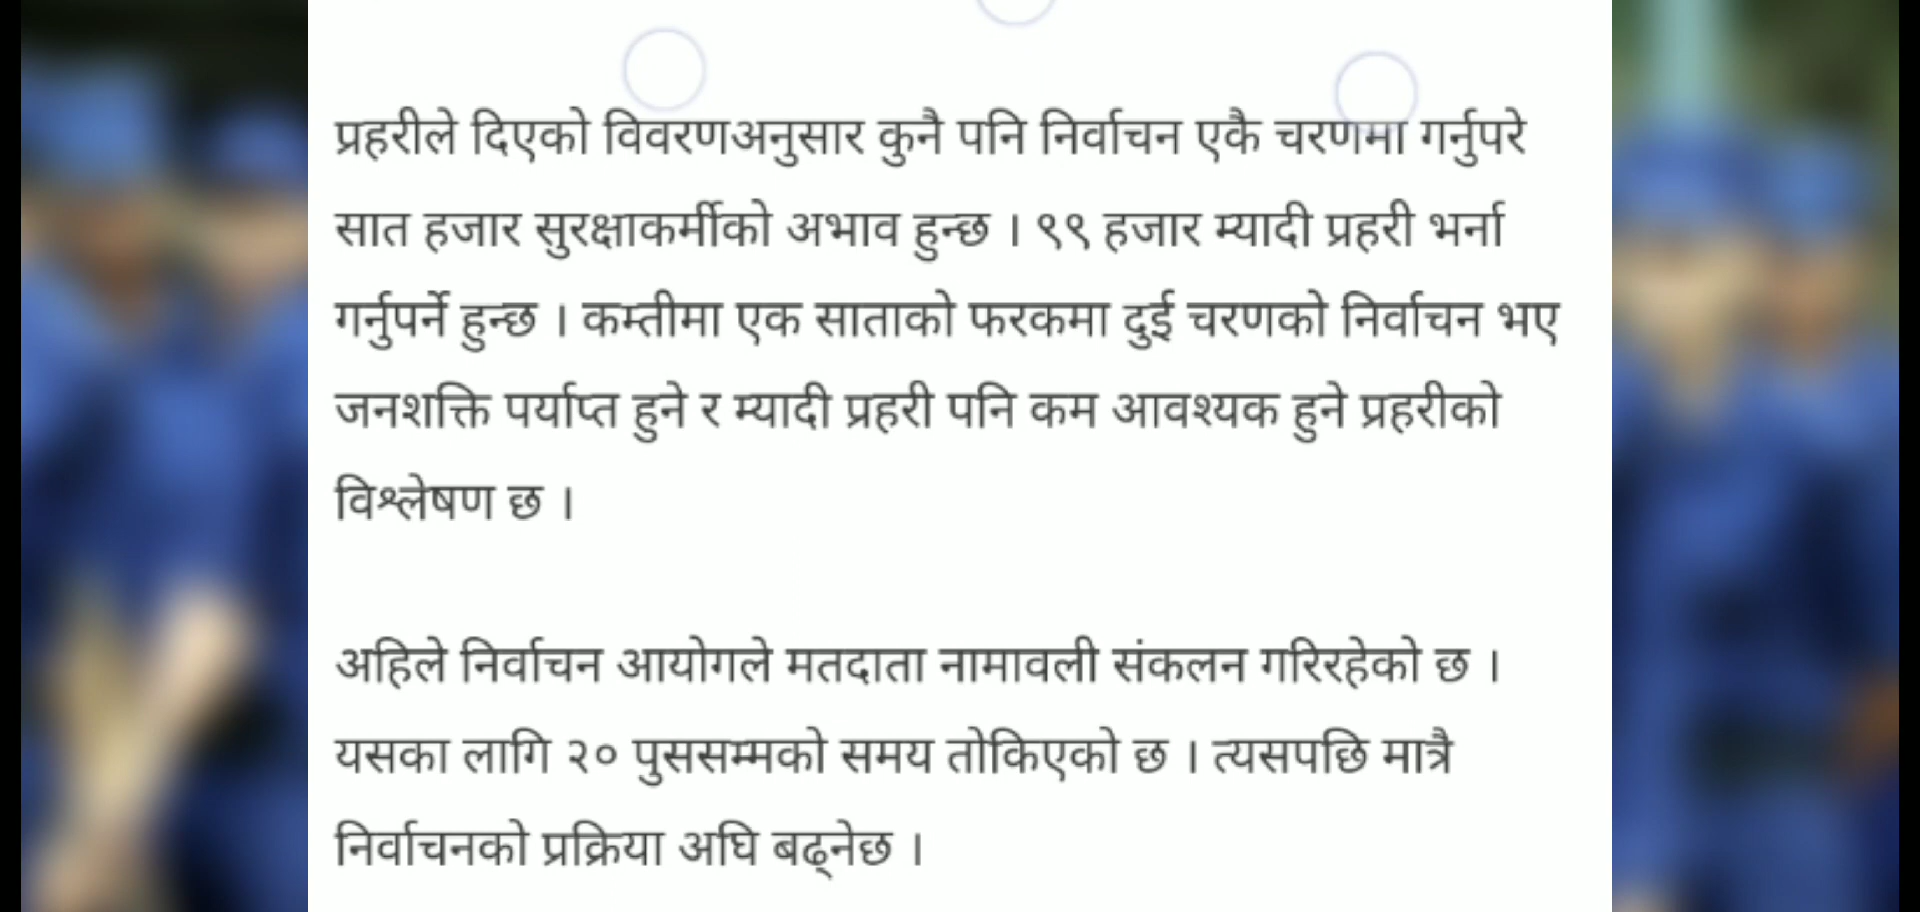 प्रहरीले दिएको विवरणअनुसार कुनै पनि निर्वाचन एकै चरणमा गर्नुपरे
सात हजार सुरक्षाकर्मीको अभाव हुन्छ । ९९ हजार म्यादी प्रहरी भर्ना
गर्नुपर्ने हुन्छ । कम्तीमा एक साताको फरकमा दुई चरणको निर्वाचन भए
जनशक्ति पर्याप्त हुने र म्यादी प्रहरी पनि कम आवश्यक हुने प्रहरीको
विश्लेषण छ ।
अहिले निर्वाचन आयोगले मतदाता नामावली संकलन गरिरहेको छ ।
यसका लागि २० पुससम्मको समय तोकिएको छ । त्यसपछि मात्रै
निर्वाचनको प्रक्रिया अघि बढ्नेछ ।